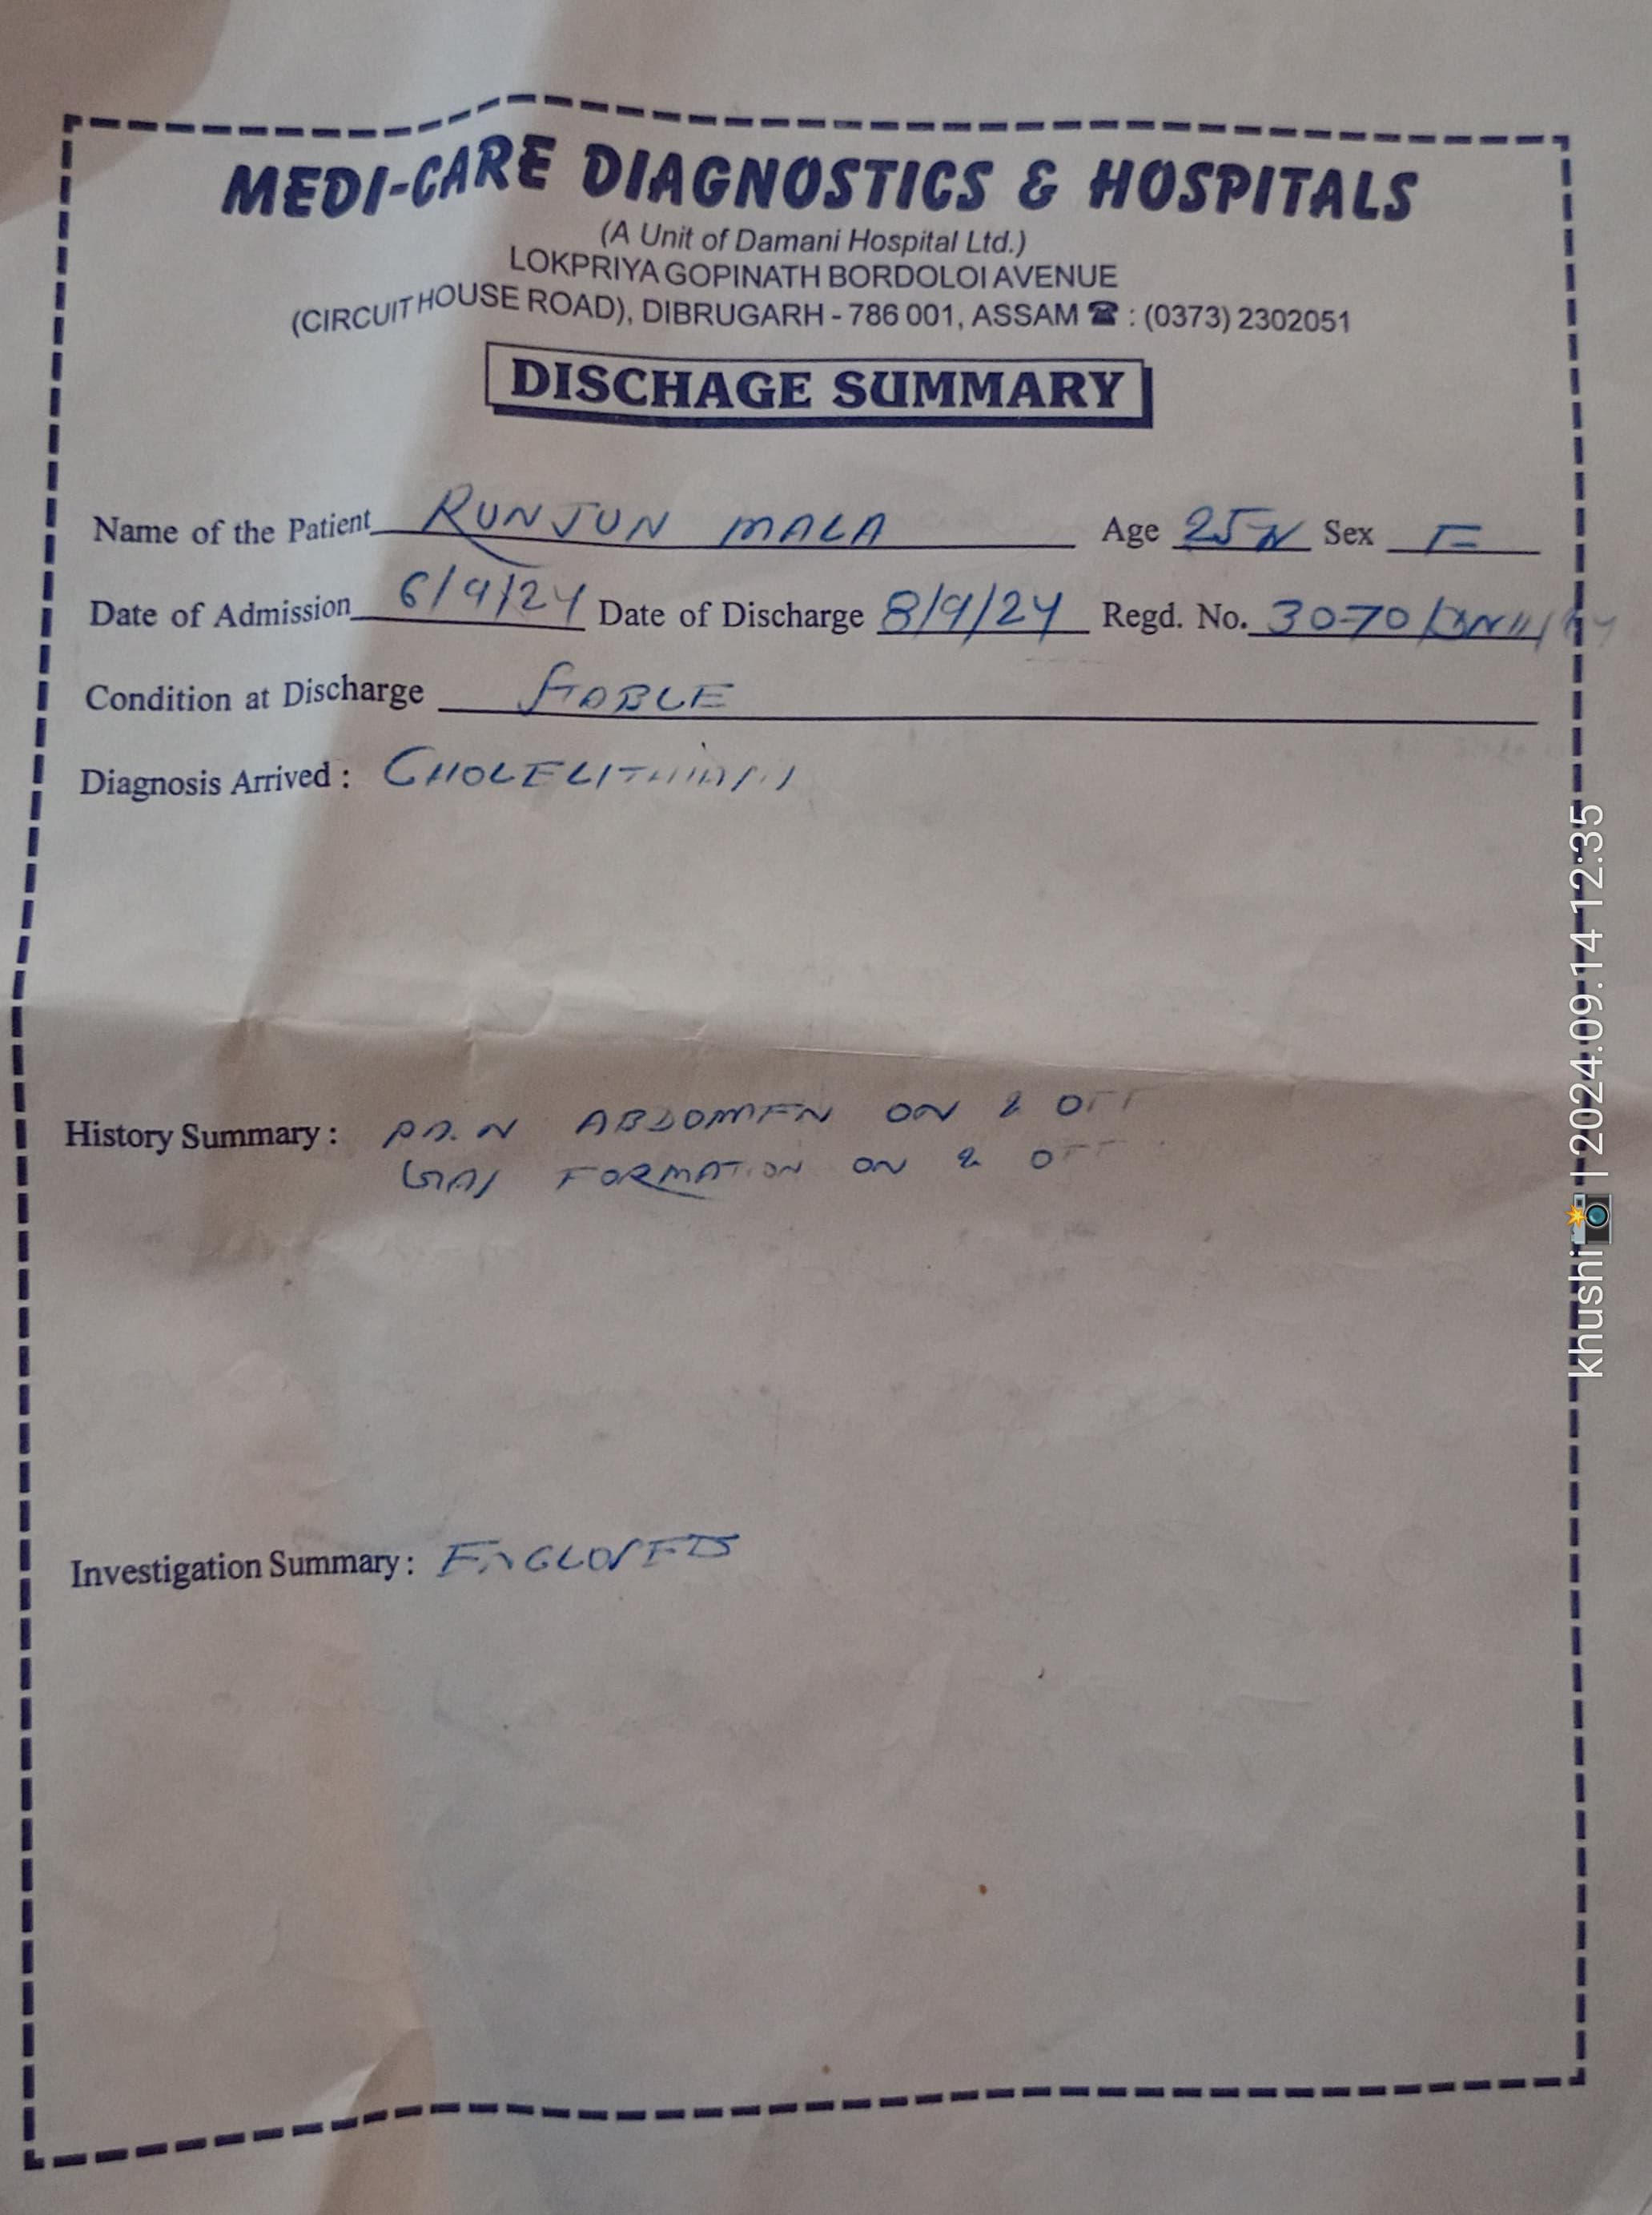 MEDI-CARE DIAGNOSTICS & HOSPITALS
(A Unit of Damani Hospital Ltd.)
LOKPRIYA GOPINATH BORDOLOI AVENUE
(CIRCUIT HOUSE ROAD), DIBRUGARH - 786 001, ASSAM ☎ : (0373) 2302051
DISCHAGE SUMMARY
Name of the Patient RUNJUN MALA Age 25 Sex F
Date of Admission 6/9/24 Date of Discharge 8/9/24 Regd. No. 3070
Condition at Discharge STABLE
Diagnosis Arrived : CHOLELITHIASIS
History Summary : PAIN ABDOMEN ON & OFF
GAS FORMATION ON & OFF
Investigation Summary : ENCLOSED
khushi📸 | 2024.09.14 12:35